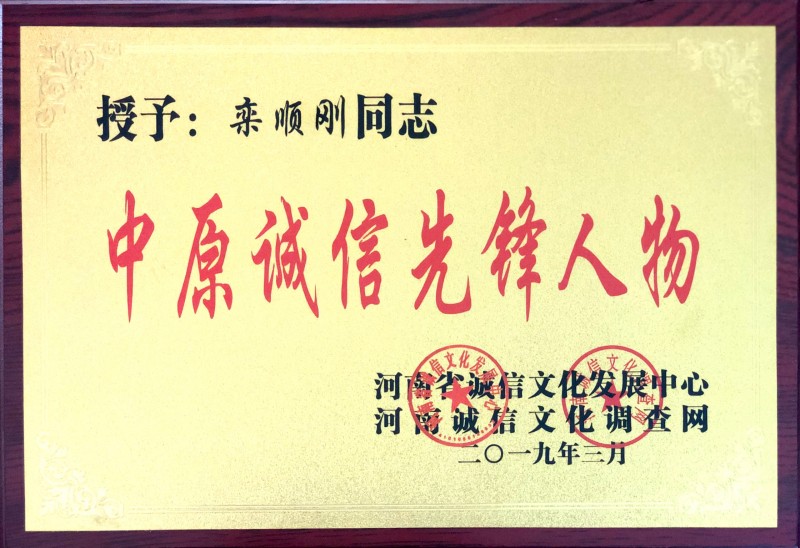 授予：栾顺刚同志
中原诚信先锋人物
河南省诚信文化发展中心
河南诚信文化调查网
二〇一九年三月